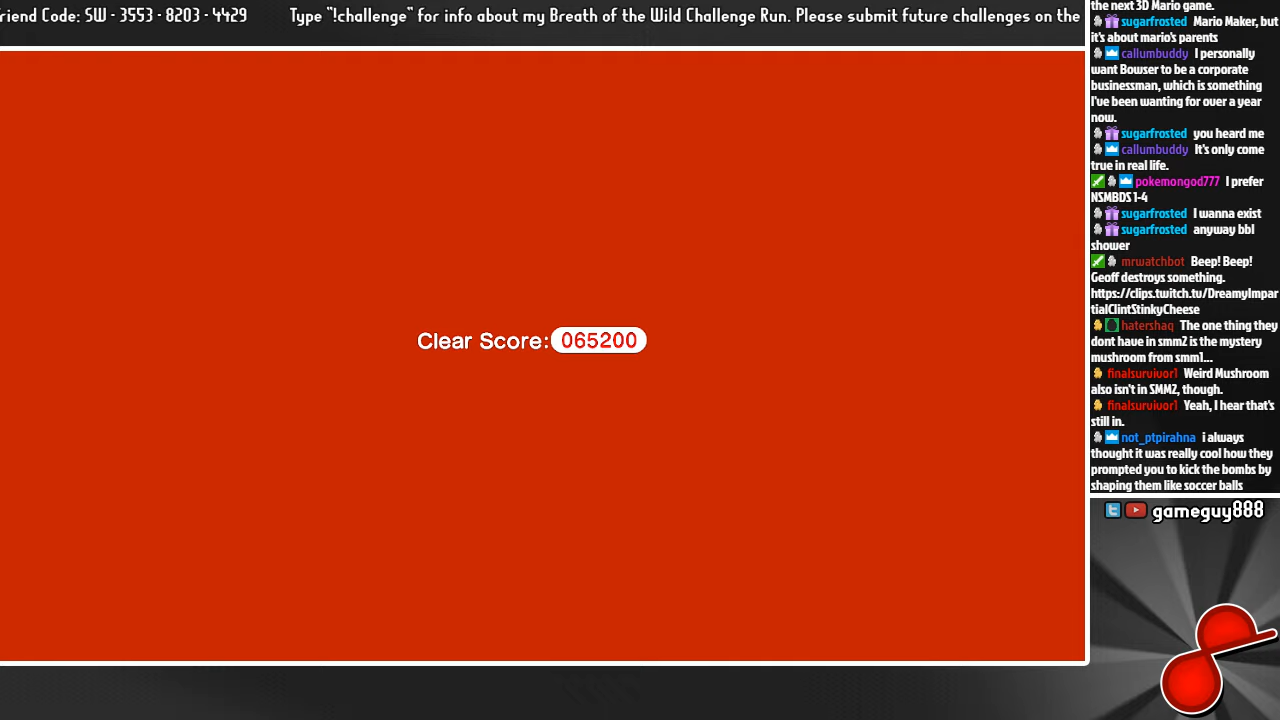 riend Code: SW - 3553 - 8203 - 4429
Type "!challenge" for info about my Breath of the Wild Challenge Run. Please submit future challenges on the
Clear Score: 065200
the next 3D Mario game.
sugarfrosted Mario Maker, but
it's about mario's parents
callumbuddy I personally
want Bowser to be a corporate
businessman, which is something
I've been wanting for over a year
now.
sugarfrosted you heard me
callumbuddy It's only come
true in real life.
pokemongod777 I prefer
NSMBDS 1-4
sugarfrosted I wanna exist
sugarfrosted anyway bbl
shower
mrwatchbot Beep! Beep!
Geoff destroys something.
https://clips.twitch.tv/DreamyImpar
tialClintStinkyCheese
hatershaq The one thing they
dont have in smm2 is the mystery
mushroom from smm1...
finalsurvivor1 Weird Mushroom
also isn't in SMM2, though.
finalsurvivor1 Yeah, I hear that's
still in.
not_ptpirahna i always
thought it was really cool how they
prompted you to kick the bombs by
shaping them like soccer balls
gameguy888